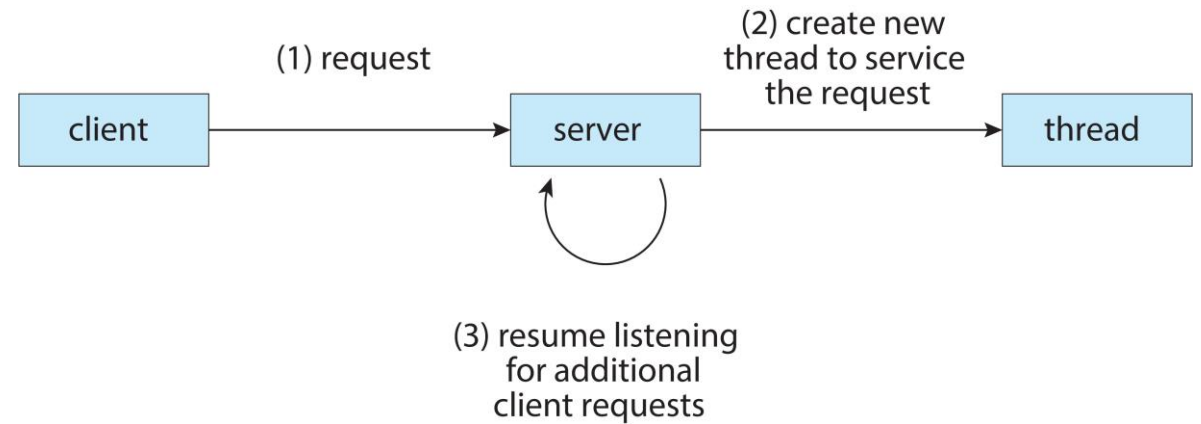 (1) request
(2) create new
thread to service
the request
client
server
thread
(3) resume listening
for additional
client requests